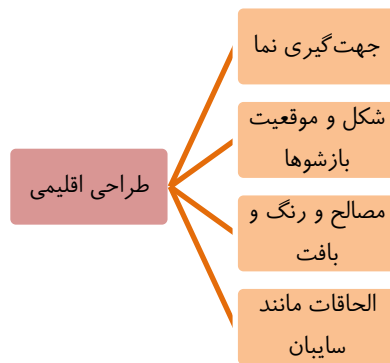 طراحی اقلیمی
جهت‌گیری نما
شکل و موقعیت
بازشوها
مصالح و رنگ و
بافت
الحاقات مانند
سایبان